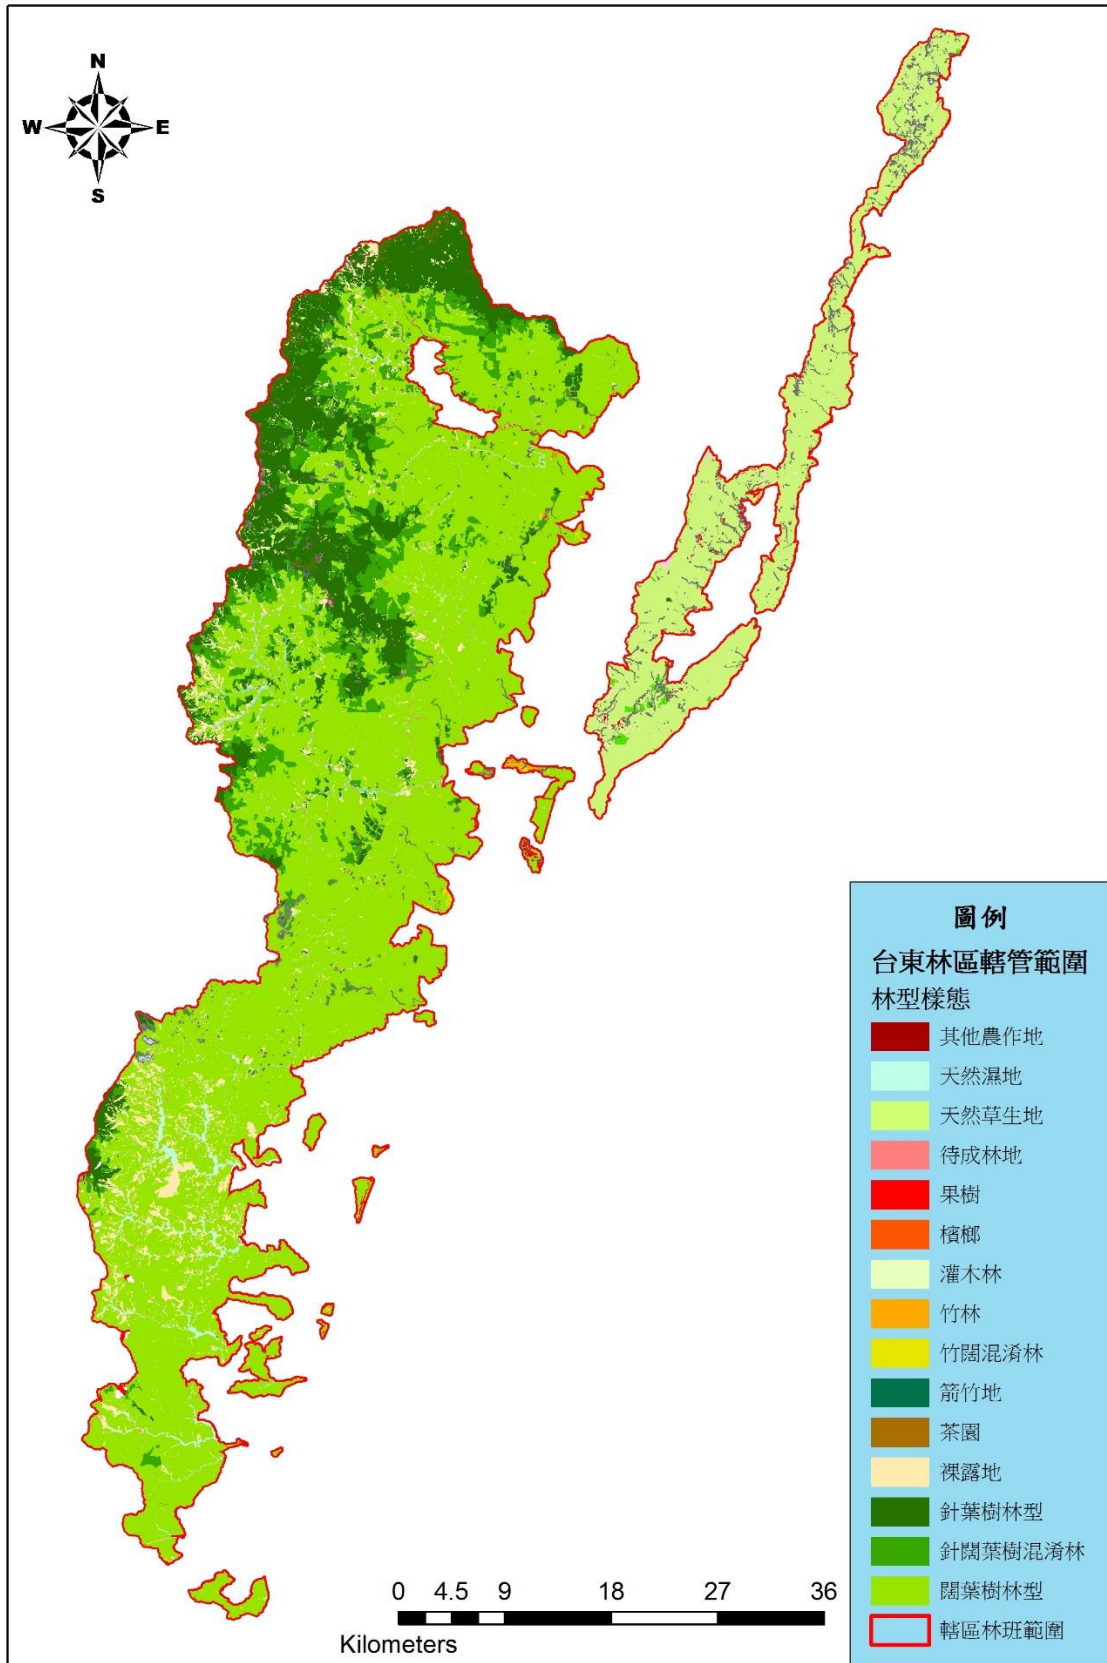 N
W E
S
圖例
台東林區轄管範圍
林型樣態
其他農作地
天然濕地
天然草生地
待成林地
果樹
檳榔
灌木林
竹林
竹闊混淆林
箭竹地
茶園
裸露地
針葉樹林型
針闊葉樹混淆林
闊葉樹林型
轄區林班範圍
0 4.5 9 18 27 36
Kilometers